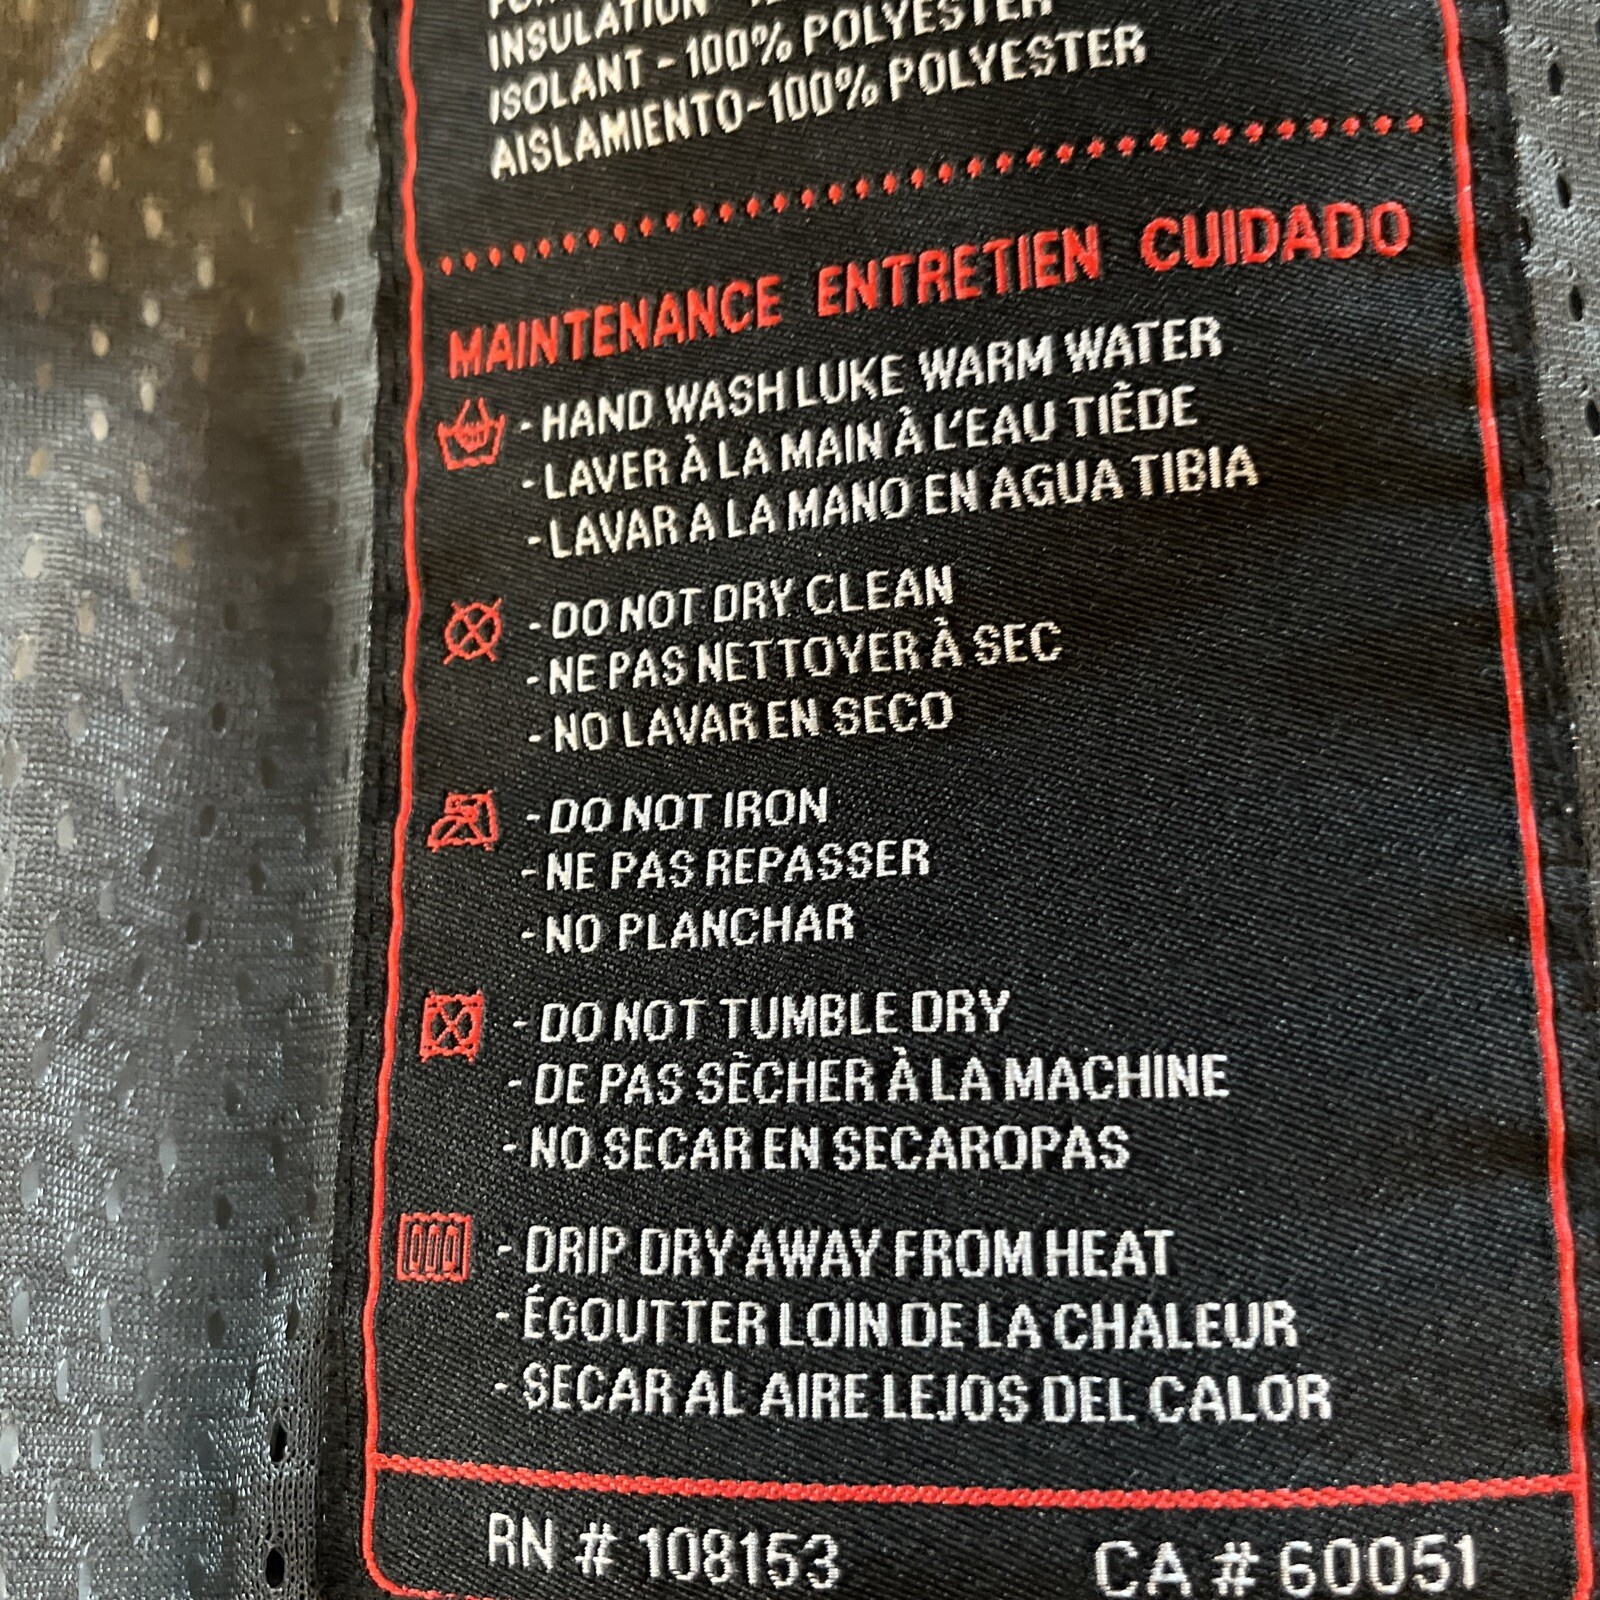 INSULATION -
ISOLANT - 100% POLYESTER
AISLAMIENTO-100% POLYESTER
MAINTENANCE ENTRETIEN CUIDADO
- HAND WASH LUKE WARM WATER
- LAVER À LA MAIN À L'EAU TIÈDE
- LAVAR A LA MANO EN AGUA TIBIA
- DO NOT DRY CLEAN
- NE PAS NETTOYER À SEC
- NO LAVAR EN SECO
- DO NOT IRON
- NE PAS REPASSER
- NO PLANCHAR
- DO NOT TUMBLE DRY
- DE PAS SÈCHER À LA MACHINE
- NO SECAR EN SECAROPAS
- DRIP DRY AWAY FROM HEAT
- ÉGOUTTER LOIN DE LA CHALEUR
- SECAR AL AIRE LEJOS DEL CALOR
RN # 108153 CA # 60051